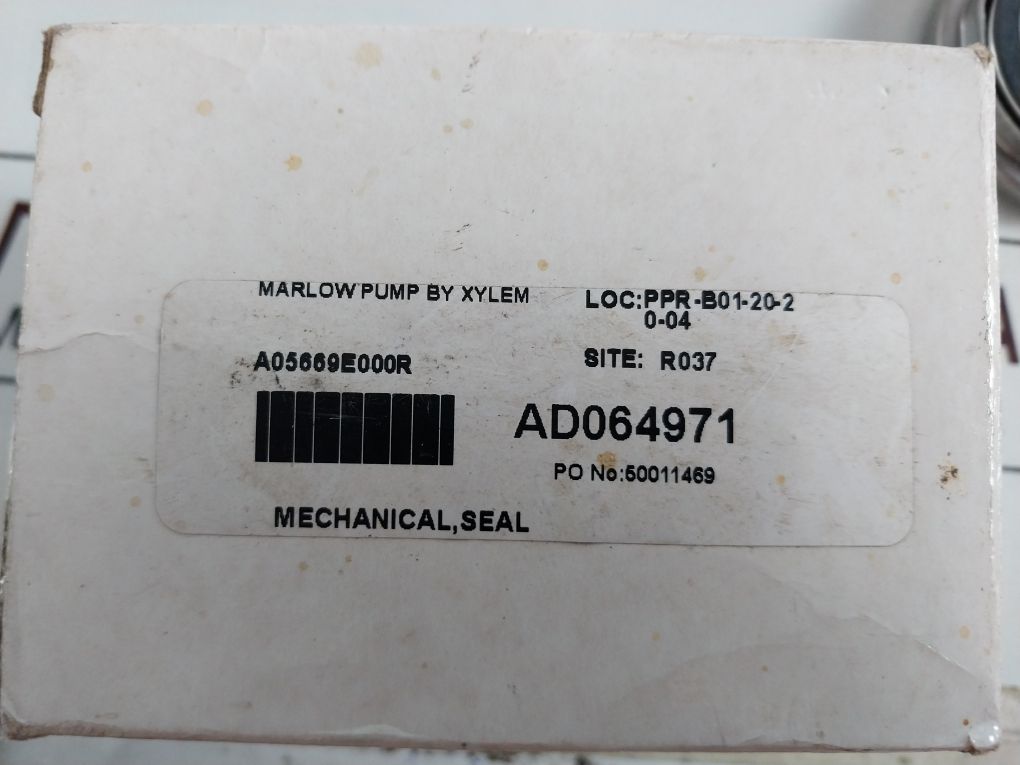 MARLOW PUMP BY XYLEM
LOC:PPR-B01-20-2
0-04
A05669E000R
SITE: R037
AD064971
PO No:50011469
MECHANICAL,SEAL